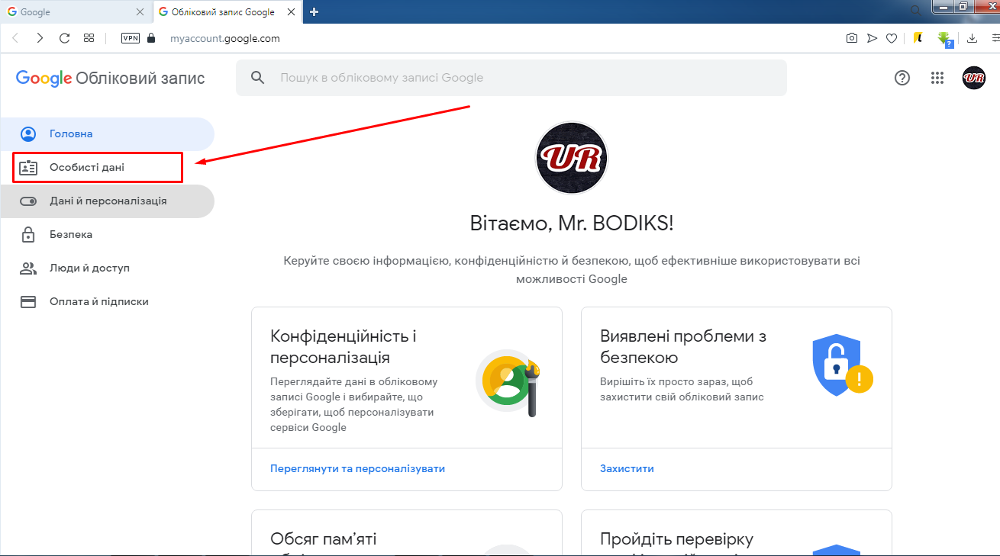 Google
Обліковий запис Google
VPN
myaccount.google.com
Google Обліковий запис
Пошук в обліковому записі Google
UR
Головна
Особисті дані
Дані й персоналізація
Безпека
Люди й доступ
Оплата й підписки
UR
Вітаємо, Mr. BODIKS!
Керуйте своєю інформацією, конфіденційністю й безпекою, щоб ефективніше використовувати всі
можливості Google
Конфіденційність і
персоналізація
Переглядайте дані в обліковому
записі Google і вибирайте, що
зберігати, щоб персоналізувати
сервіси Google
Переглянути та персоналізувати
Виявлені проблеми з
безпекою
Вирішіть їх просто зараз, щоб
захистити свій обліковий запис
Захистити
Обсяг пам’яті
Пройдіть перевірку